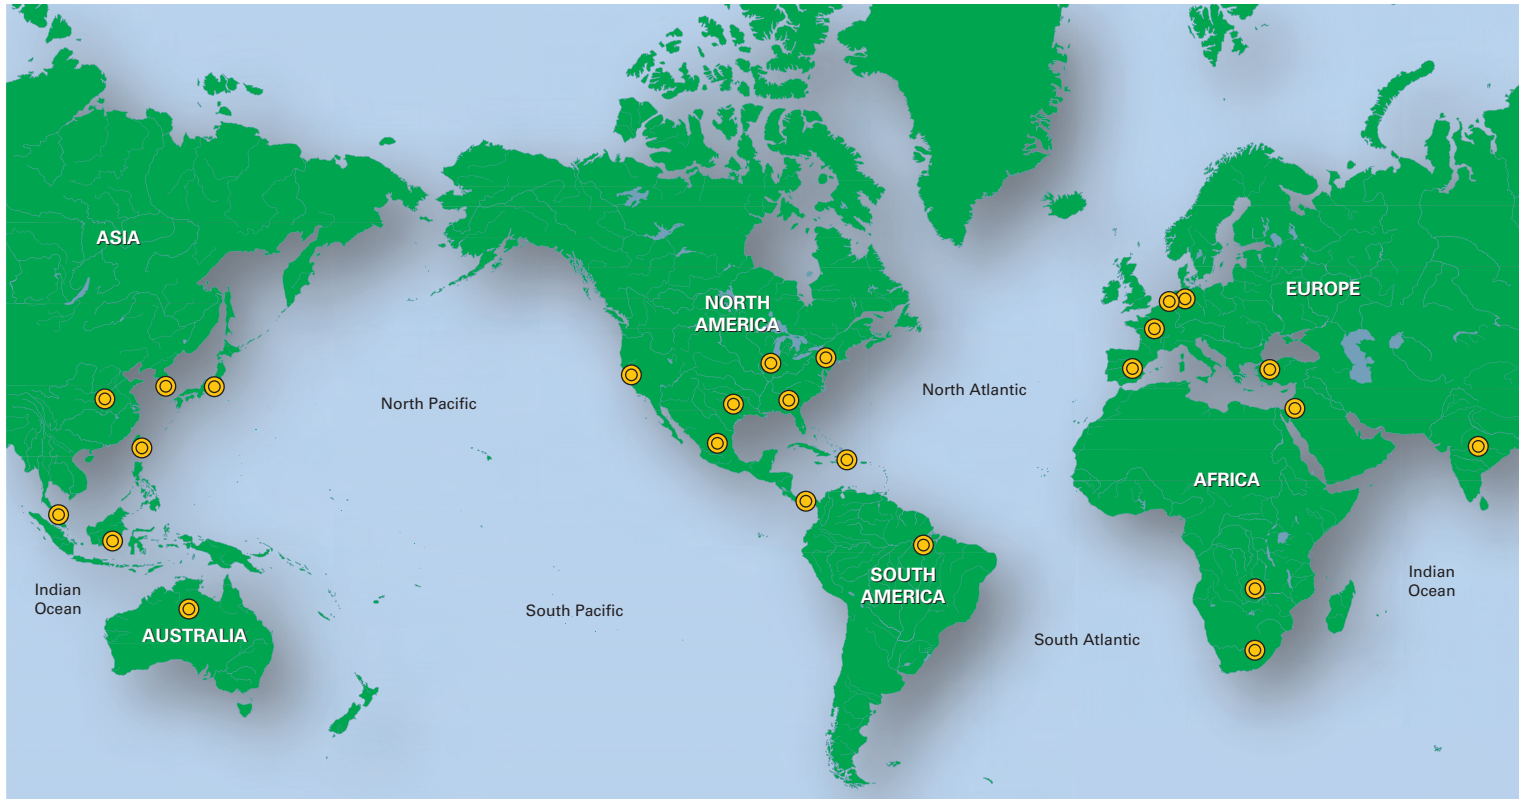 ASIA
NORTH
AMERICA
EUROPE
North Pacific
North Atlantic
AFRICA
Indian
Ocean
AUSTRALIA
South Pacific
SOUTH
AMERICA
South Atlantic
Indian
Ocean